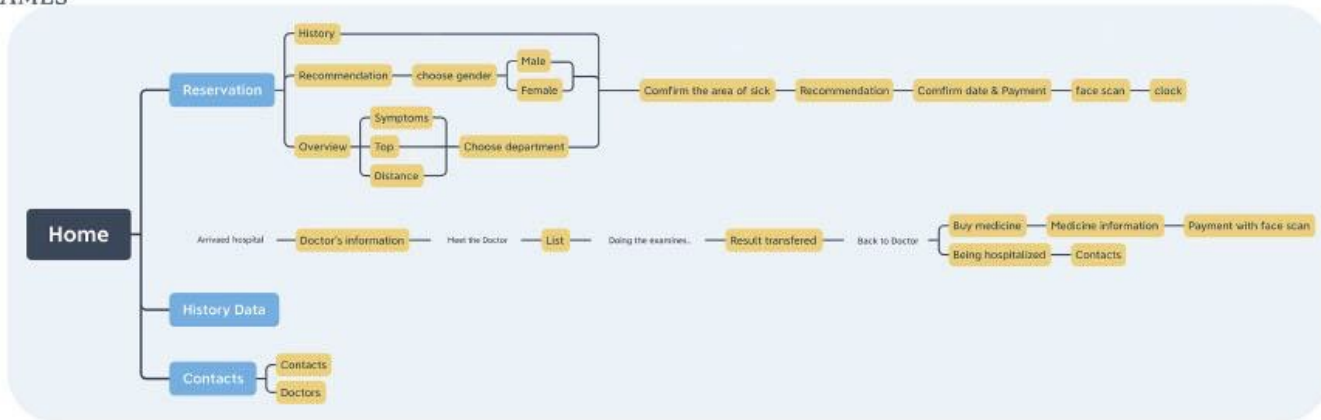 Home
Reservation
History
Recommendation
choose gender
Male
Female
Overview
Symptoms
Top
Distance
Choose department
Comfirm the area of sick
Recommendation
Comfirm date & Payment
face scan
clock
Arrivaed hospital
Doctor's information
Meet the Doctor
List
Doing the examines..
Result transfered
Back to Doctor
Buy medicine
Medicine information
Payment with face scan
Being hospitalized
Contacts
History Data
Contacts
Contacts
Doctors